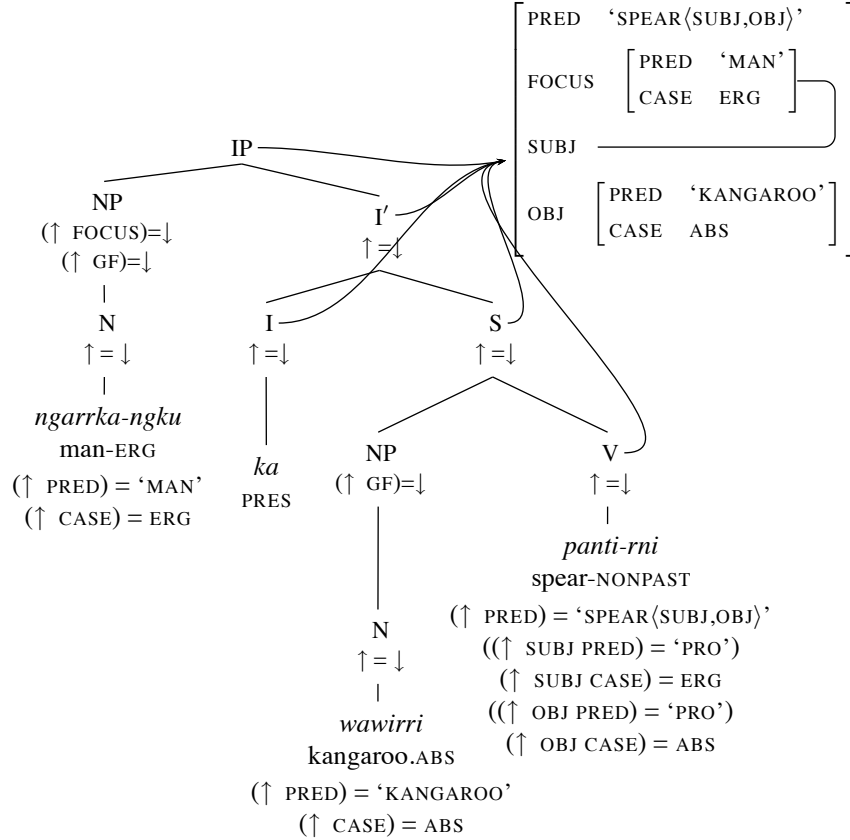 PRED ‘SPEAR⟨SUBJ,OBJ⟩’
FOCUS
PRED ‘MAN’
CASE ERG
SUBJ
OBJ
PRED ‘KANGAROO’
CASE ABS
IP
NP
(↑ FOCUS)=↓
(↑ GF)=↓
I′
↑=↓
N
↑ = ↓
I
↑=↓
S
↑=↓
ngarrka-ngku
man-ERG
(↑ PRED) = ‘MAN’
(↑ CASE) = ERG
ka
PRES
NP
(↑ GF)=↓
V
↑=↓
panti-rni
spear-NONPAST
(↑ PRED) = ‘SPEAR⟨SUBJ,OBJ⟩’
((↑ SUBJ PRED) = ‘PRO’)
(↑ SUBJ CASE) = ERG
((↑ OBJ PRED) = ‘PRO’)
(↑ OBJ CASE) = ABS
N
↑ = ↓
wawirri
kangaroo.ABS
(↑ PRED) = ‘KANGAROO’
(↑ CASE) = ABS